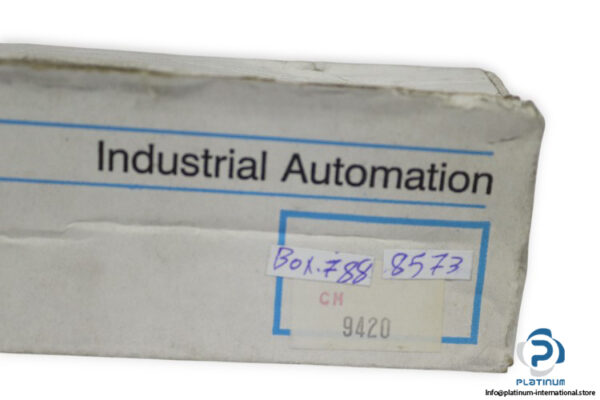 Industrial Automation
Box.788 8573
CM
9420
PLATINUM
info@platinum-international.store